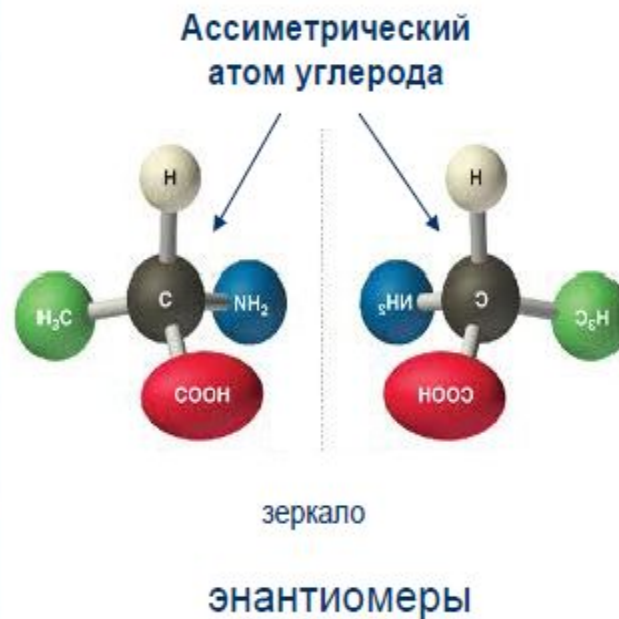 Ассиметрический
атом углерода
H
H
H₃C
C
NH₂
NH₂
C
H₃C
COOH
COOH
зеркало
энантиомеры